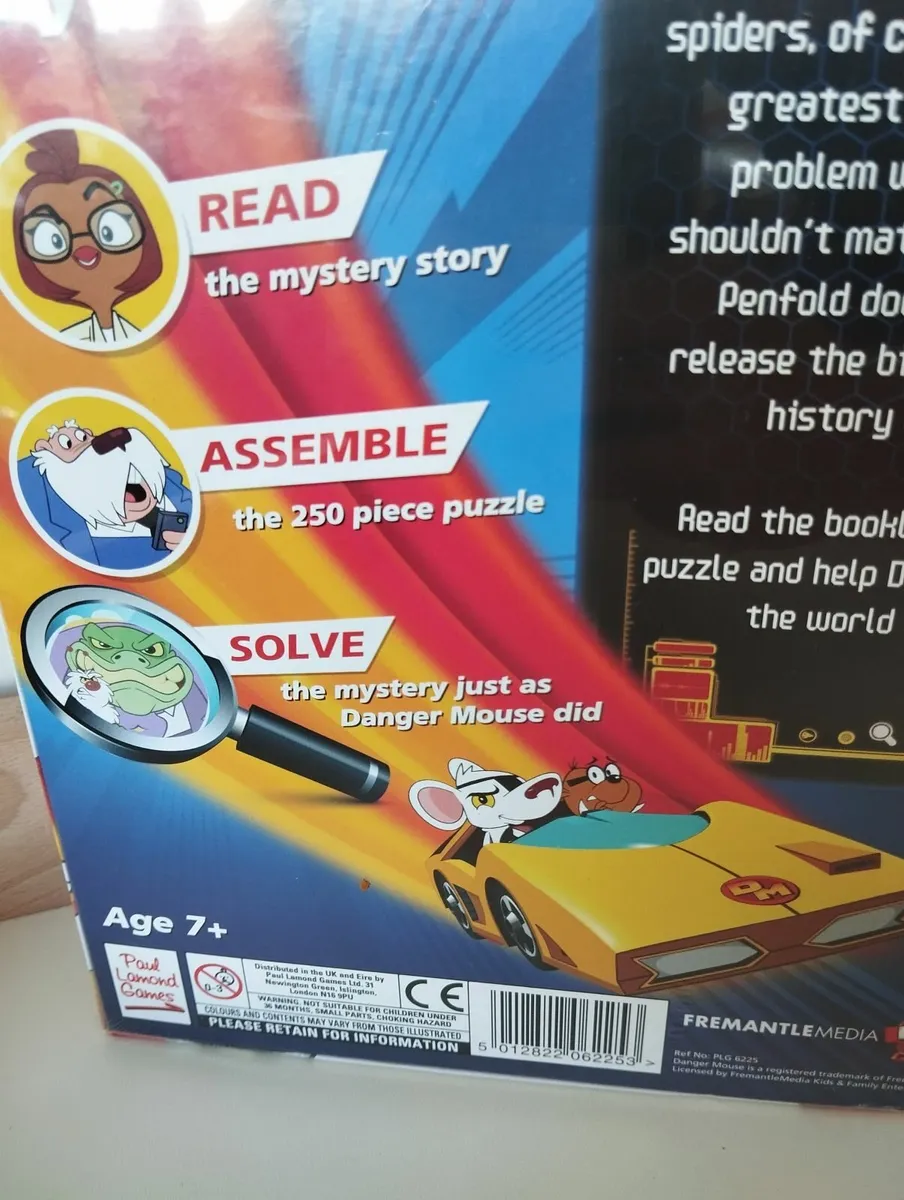 READ
the mystery story
ASSEMBLE
the 250 piece puzzle
SOLVE
the mystery just as
Danger Mouse did
spiders, of
greatest
problem
shouldn't
Penfold
release the
history
Read the
puzzle and help
the world
DM
Age 7+
Paul
Lamond
Games
0-3
Distributed in the UK and Eire by
Paul Lamond Games Ltd. 31
Newington Green, Islington,
London N16 9PU
WARNING. NOT SUITABLE FOR CHILDREN UNDER
36 MONTHS. SMALL PARTS. CHOKING HAZARD
COLOURS AND CONTENTS MAY VARY FROM THOSE ILLUSTRATED
PLEASE RETAIN FOR INFORMATION
CE
5 012822 062253 >
FREMANTLEMEDIA
Ref No: PLG 6225
Danger Mouse is a registered trademark of
Licensed by FremantleMedia Kids & Family